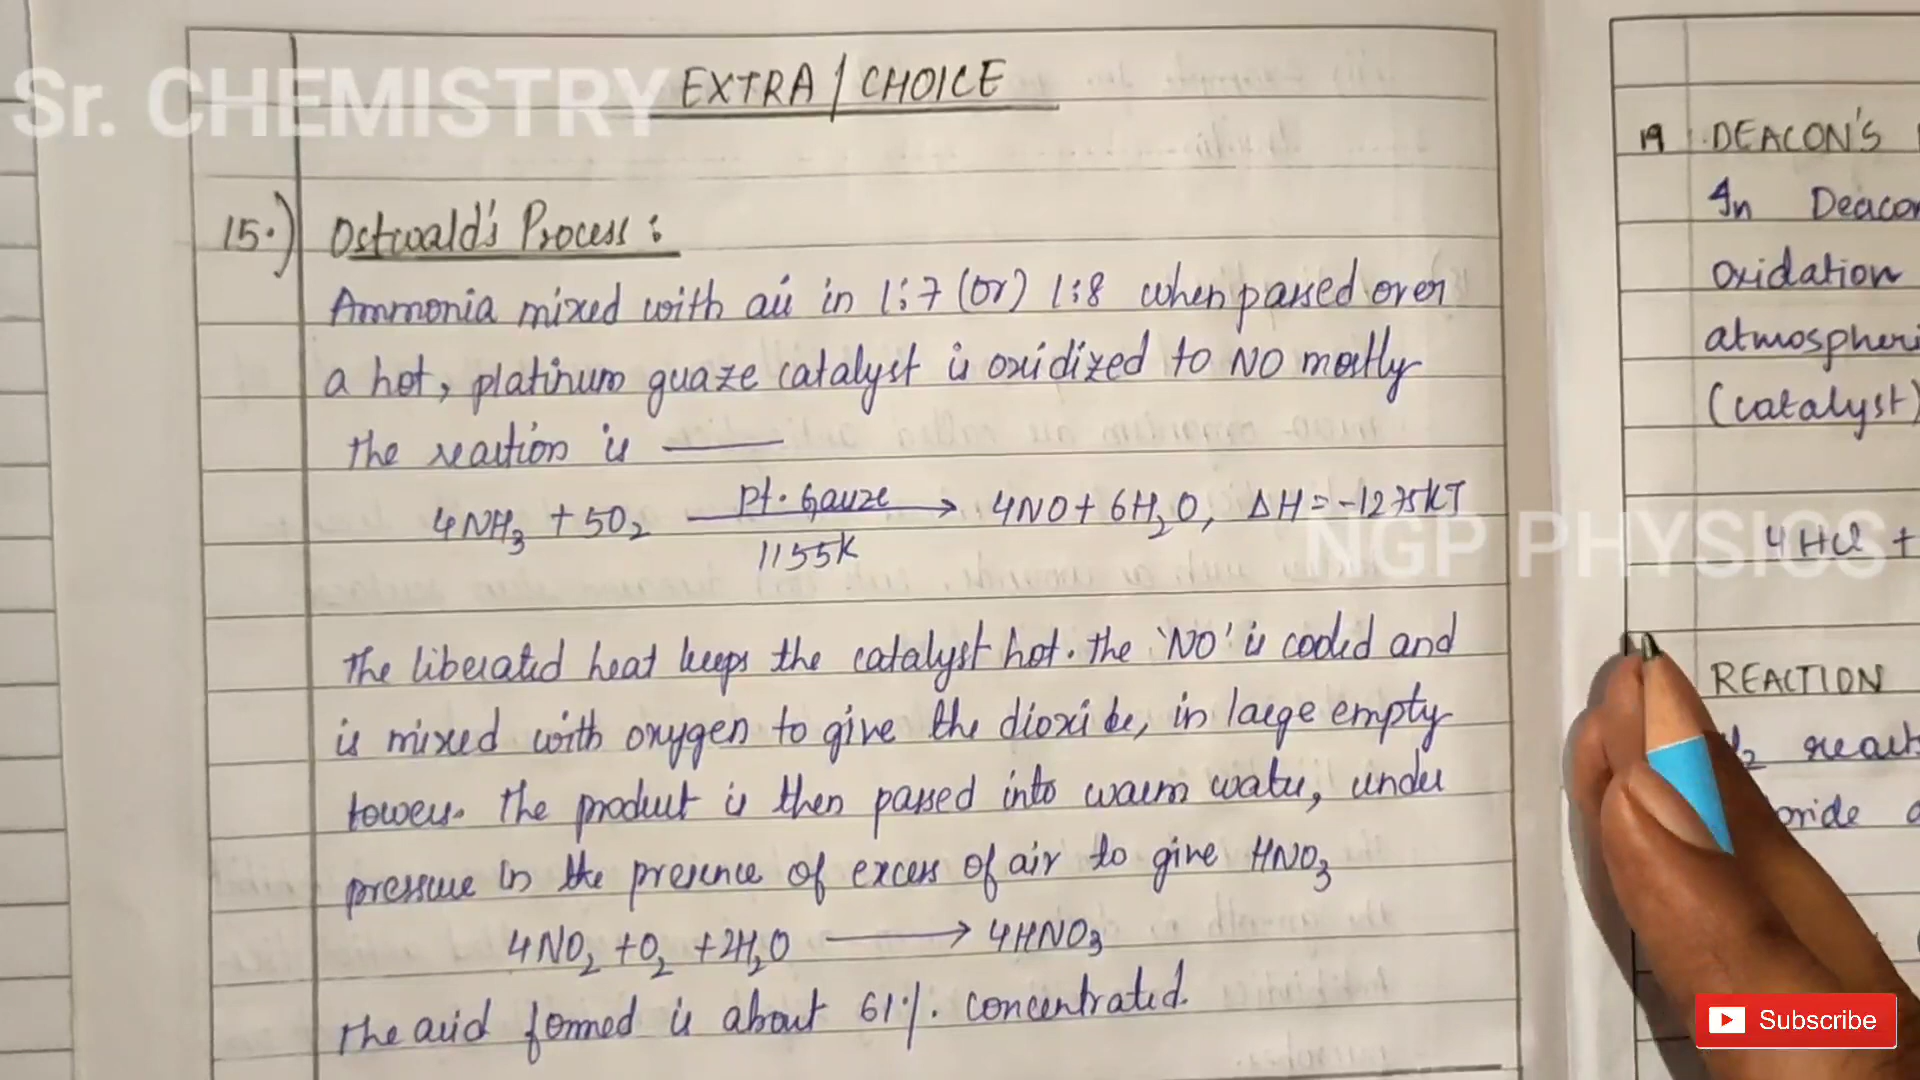 Sr. CHEMISTRY
EXTRA / CHOICE
15.) Ostwald's Process :
Ammonia mixed with air in 1:7 (or) 1:8 when passed over
a hot, platinum guaze catalyst is oxidized to NO mostly
the reaction is ———
4NH₃ + 5O₂ —Pt. Gauze→ 4NO + 6H₂O, ΔH = -1275KJ
1155K
NGP PHYSICS
The liberated heat keeps the catalyst hot. The 'NO' is cooled and
is mixed with oxygen to give the dioxide, in large empty
towers. The product is then passed into warm water, under
pressure in the presence of excess of air to give HNO₃
4NO₂ + O₂ + 2H₂O ⟶ 4HNO₃
The acid formed is about 61%. concentrated.
19 DEACON'S
In Deacon
oxidation
atmospheri
(catalyst)
4HCl +
REACTION
react
oride
Subscribe